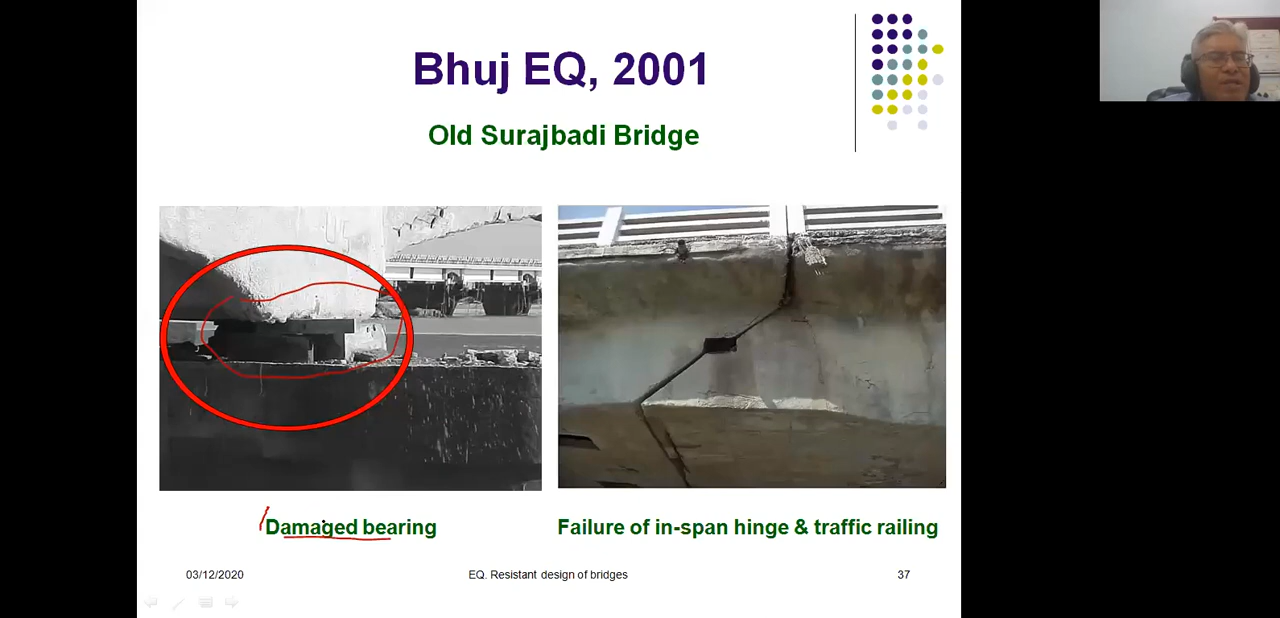 Bhuj EQ, 2001
Old Surajbadi Bridge
Damaged bearing
Failure of in-span hinge & traffic railing
03/12/2020
EQ. Resistant design of bridges
37